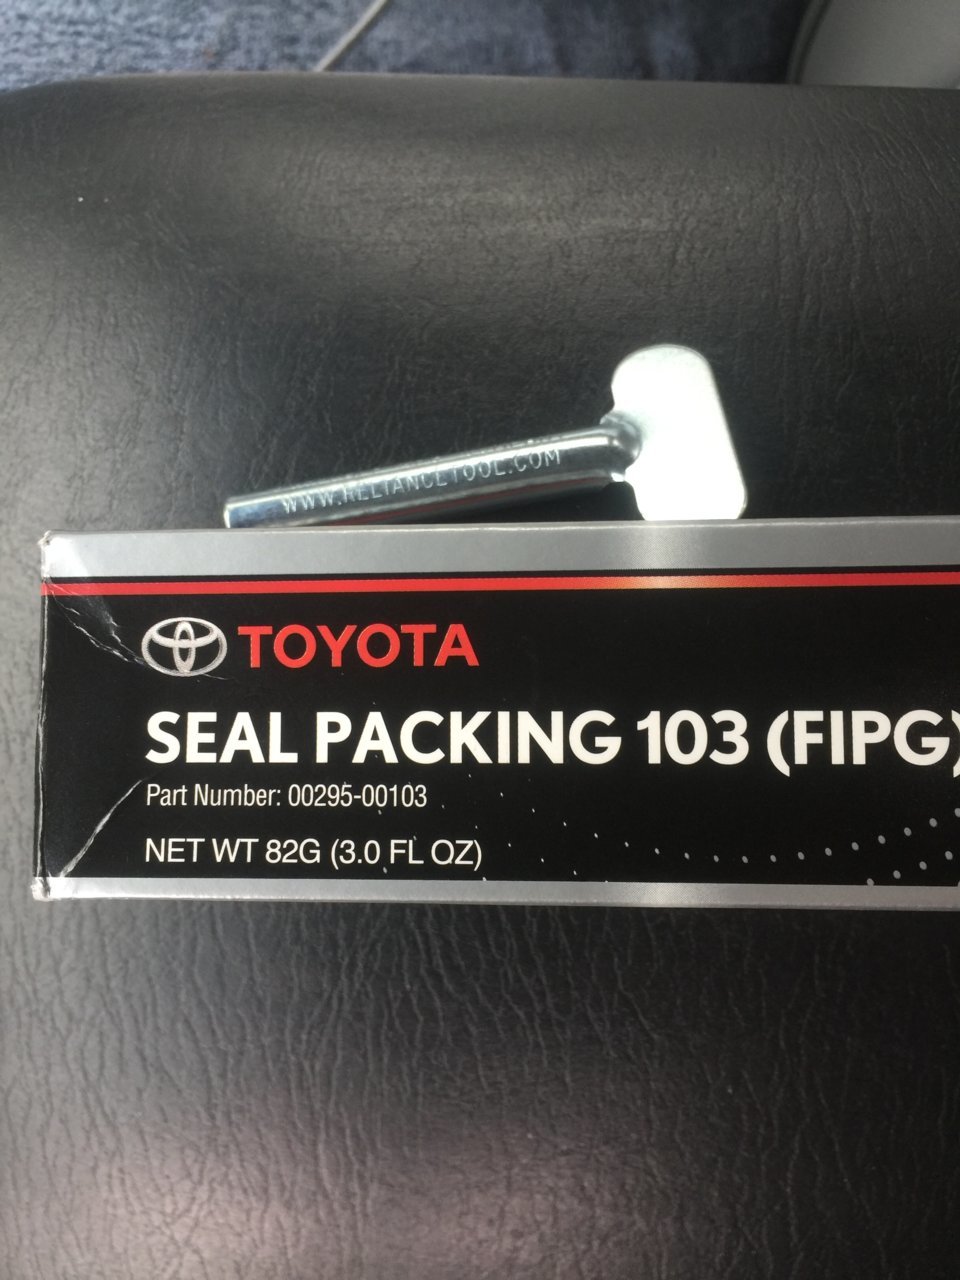 WWW.RELIANCETOOL.COM
TOYOTA
SEAL PACKING 103 (FIPG)
Part Number: 00295-00103
NET WT 82G (3.0 FL OZ)